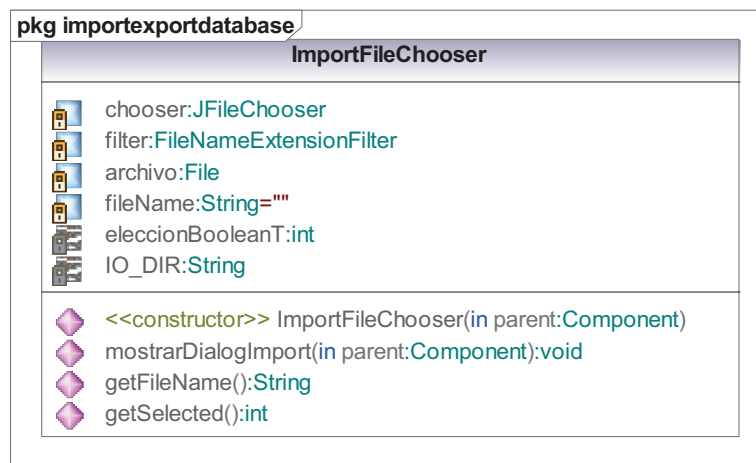 pkg importexportdatabase
ImportFileChooser
chooser:JFileChooser
filter:FileNameExtensionFilter
archivo:File
fileName:String=""
eleccionBooleanT:int
IO_DIR:String
<<constructor>> ImportFileChooser(in parent:Component)
mostrarDialogImport(in parent:Component):void
getFileName():String
getSelected():int